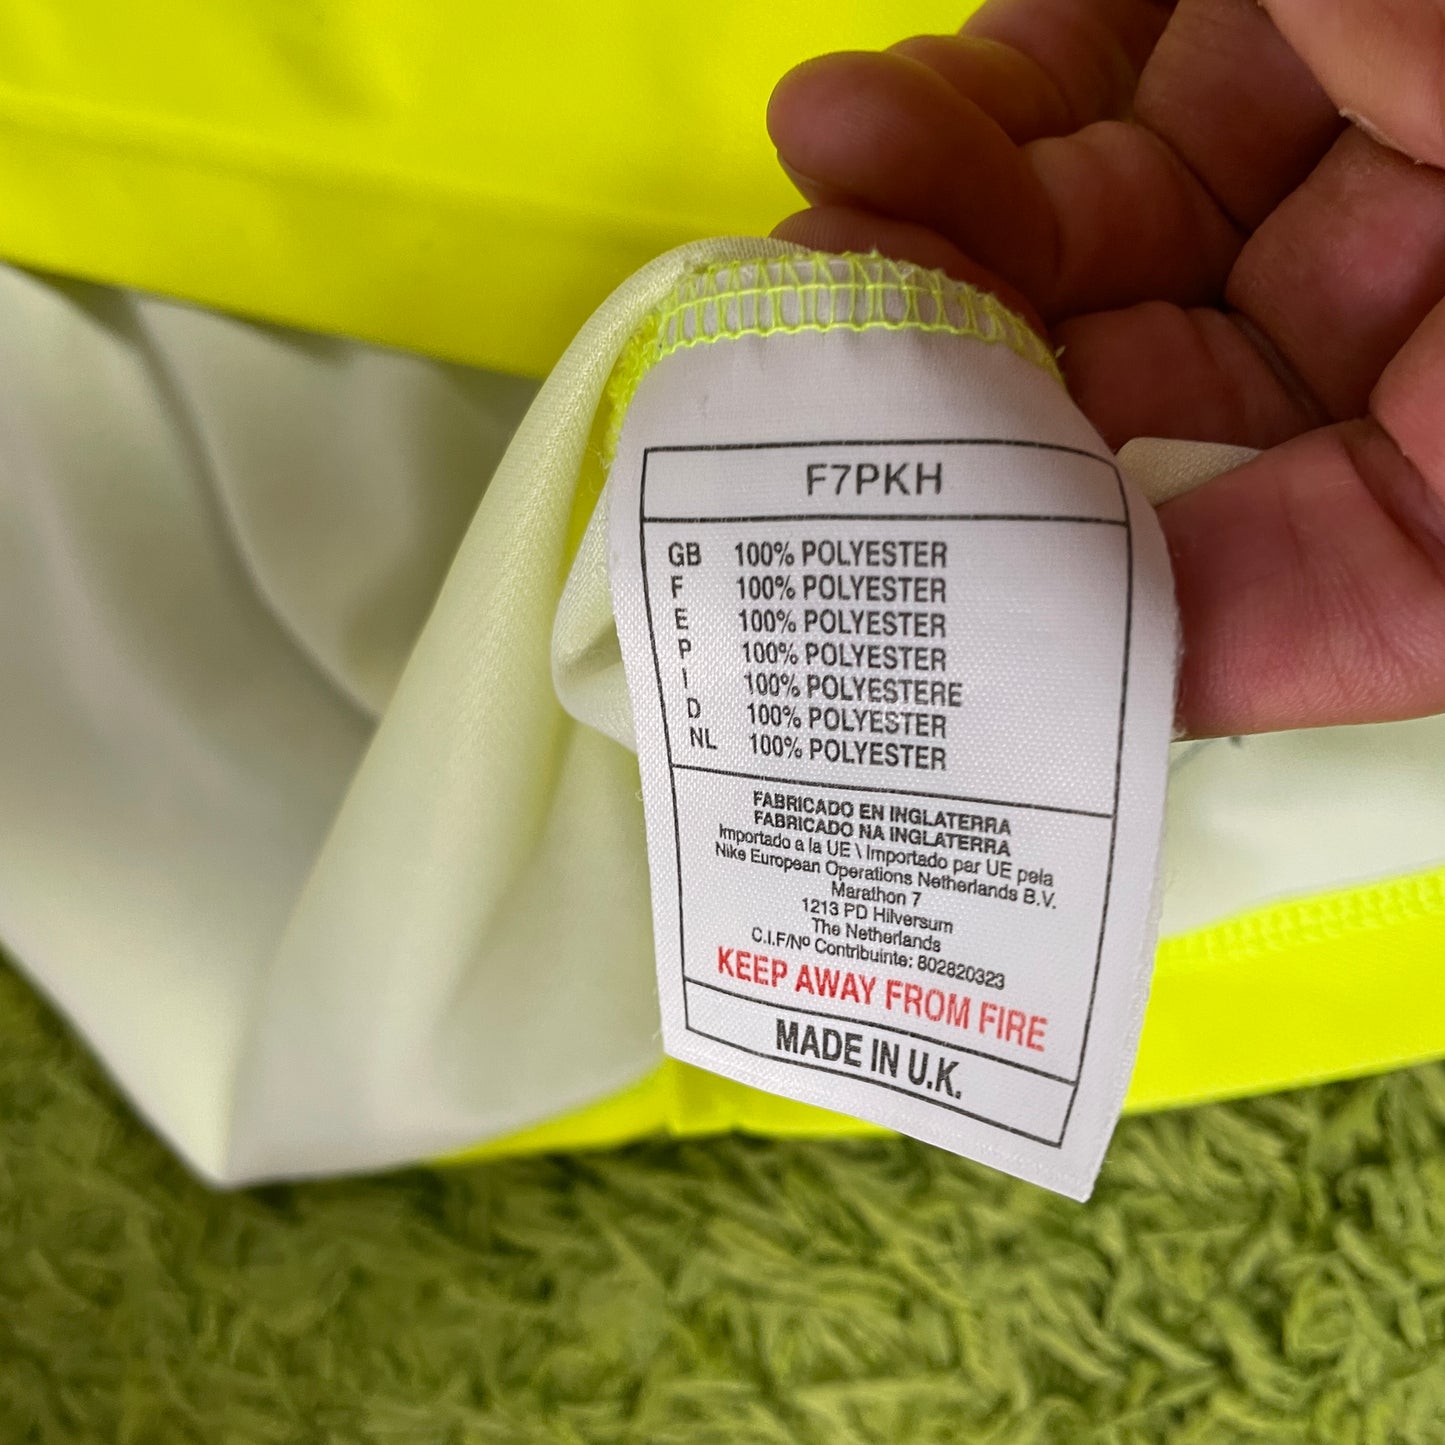 F7PKH
GB 100% POLYESTER
F 100% POLYESTER
E 100% POLYESTER
P 100% POLYESTER
I 100% POLYESTERE
D 100% POLYESTER
NL 100% POLYESTER
FABRICADO EN INGLATERRA
FABRICADO NA INGLATERRA
Importado a la UE \ Importado par UE pela
Nike European Operations Netherlands B.V.
Marathon 7
1213 PD Hilversum
The Netherlands
C.I.F/Nº Contribuinte: 802820323
KEEP AWAY FROM FIRE
MADE IN U.K.